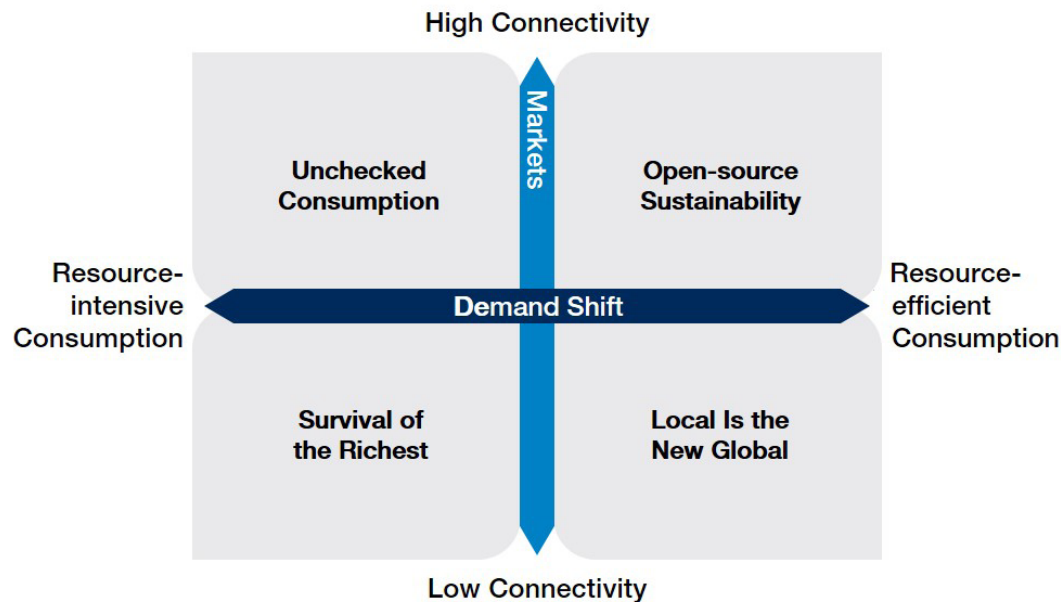 High Connectivity
Markets
Unchecked
Consumption
Open-source
Sustainability
Resource-
intensive
Consumption
Demand Shift
Resource-
efficient
Consumption
Survival of
the Richest
Local Is the
New Global
Low Connectivity